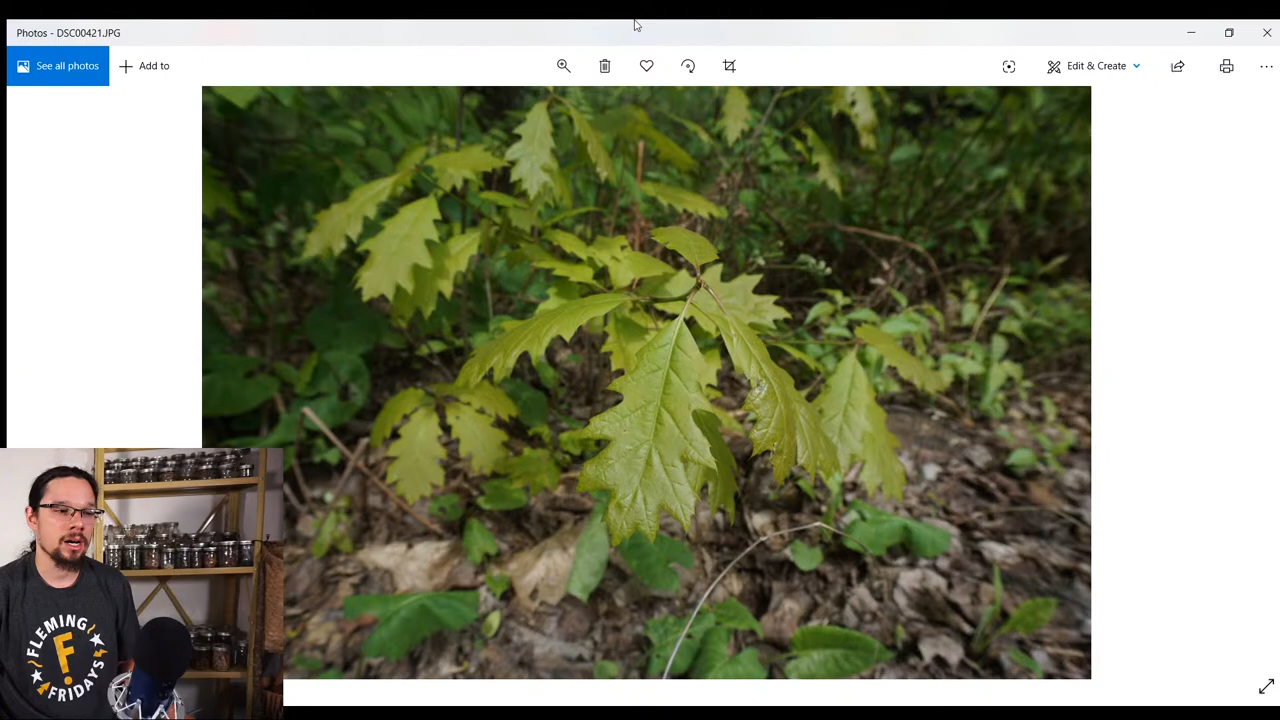 Photos - DSC00421.JPG
See all photos
Add to
Edit & Create
FLEMING
F
FRIDAYS